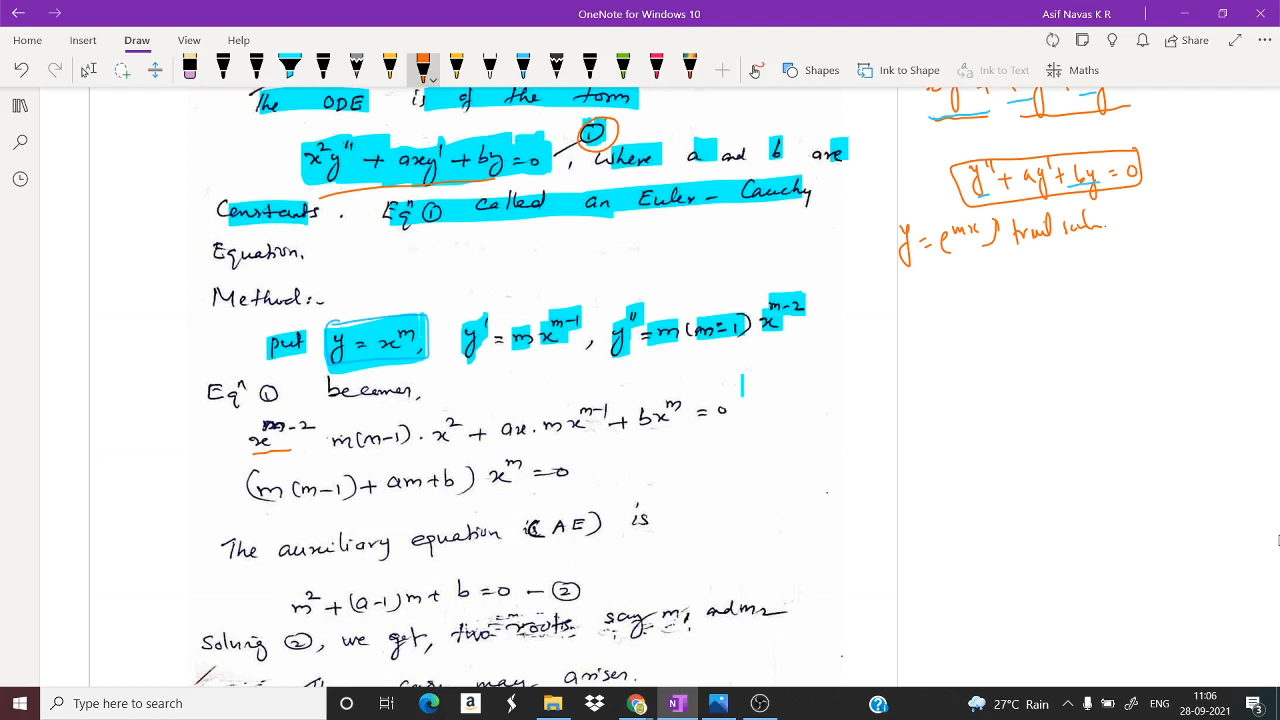 OneNote for Windows 10
Asif Navas K R
Home Insert Draw View Help
Share
Shapes Ink to Shape Ink to Text Maths
The ODE is of the form
x²y" + axy' + by = 0 ①, where a and b are
Constants. Eqⁿ ① called an Euler - Cauchy
Equation.
Method:-
put y = xᵐ, y' = m xᵐ⁻¹, y" = m(m-1) xᵐ⁻²
Eqⁿ ① becomes,
xᵐ⁻² m(m-1). x² + ax. m xᵐ⁻¹ + b xᵐ = 0
(m(m-1) + am + b) xᵐ = 0
The auxiliary equation (AE) is
m² + (a-1)m + b = 0 - ②
Solving ②, we get, two roots say m₁ and m₂
case may arises.
y" + ay' + by = 0
y = eᵐˣ
Type here to search
27°C Rain
11:06
28-09-2021